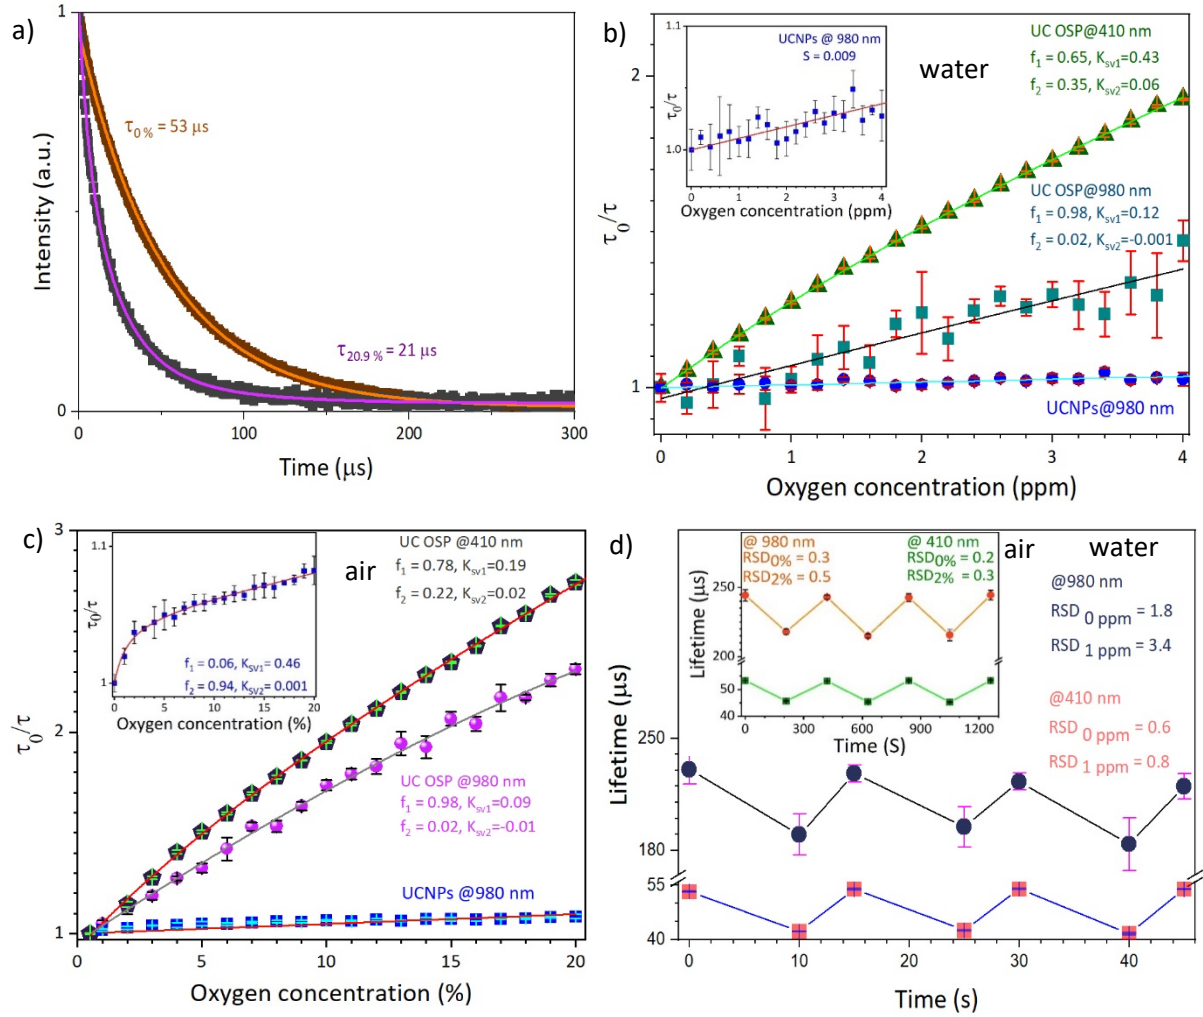 a)
1
0
0
100
200
300
Intensity (a.u.)
Time (µs)
τ0 % = 53 µs
τ20.9 % = 21 µs
b)
water
UC OSP@410 nm
f1 = 0.65, Ksv1=0.43
f2 = 0.35, Ksv2=0.06
UC OSP@980 nm
f1 = 0.98, Ksv1=0.12
f2 = 0.02, Ksv2=-0.001
UCNPs@980 nm
2
1
τ0/τ
0
1
2
3
4
Oxygen concentration (ppm)
1.1
1.0
τ0/τ
UCNPs @ 980 nm
S = 0.009
0
1
2
3
4
Oxygen concentration (ppm)
c)
air
3
2
1
τ0/τ
UC OSP @410 nm
f1 = 0.78, Ksv1=0.19
f2 = 0.22, Ksv2=0.02
UC OSP @980 nm
f1 = 0.98, Ksv1=0.09
f2 = 0.02, Ksv2=-0.01
UCNPs @980 nm
0
5
10
15
20
Oxygen concentration (%)
1.1
1
τ0/τ
f1 = 0.06, KSV1= 0.46
f2 = 0.94, KSV2= 0.001
0
2
4
6
8
10
12
14
16
18
20
Oxygen concentration (%)
d)
air
water
@ 980 nm
RSD0% = 0.3
RSD2% = 0.5
@ 410 nm
RSD0% = 0.2
RSD2% = 0.3
250
200
50
Lifetime (µs)
0
300
600
900
1200
Time (S)
@980 nm
RSD 0 ppm = 1.8
RSD 1 ppm = 3.4
@410 nm
RSD 0 ppm = 0.6
RSD 1 ppm = 0.8
250
180
55
40
Lifetime (µs)
0
10
20
30
40
Time (s)